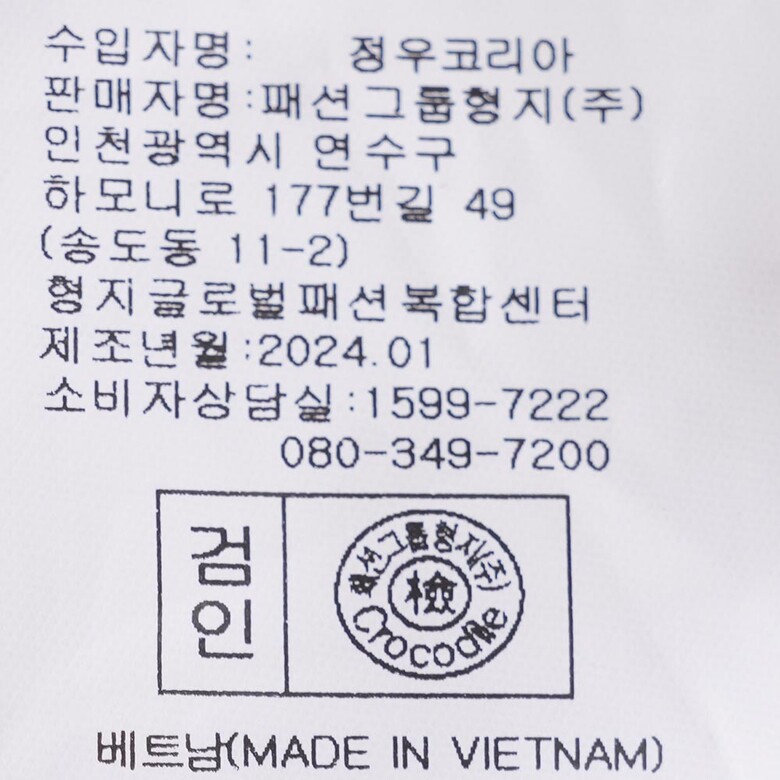 수입자명: 정우코리아
판매자명:패션그룹형지(주)
인천광역시 연수구
하모니로 177번길 49
(송도동 11-2)
형지글로벌패션복합센터
제조년월:2024.01
소비자상담실:1599-7222
080-349-7200
검인
패션그룹형지(주)
檢
Crocodile
베트남(MADE IN VIETNAM)